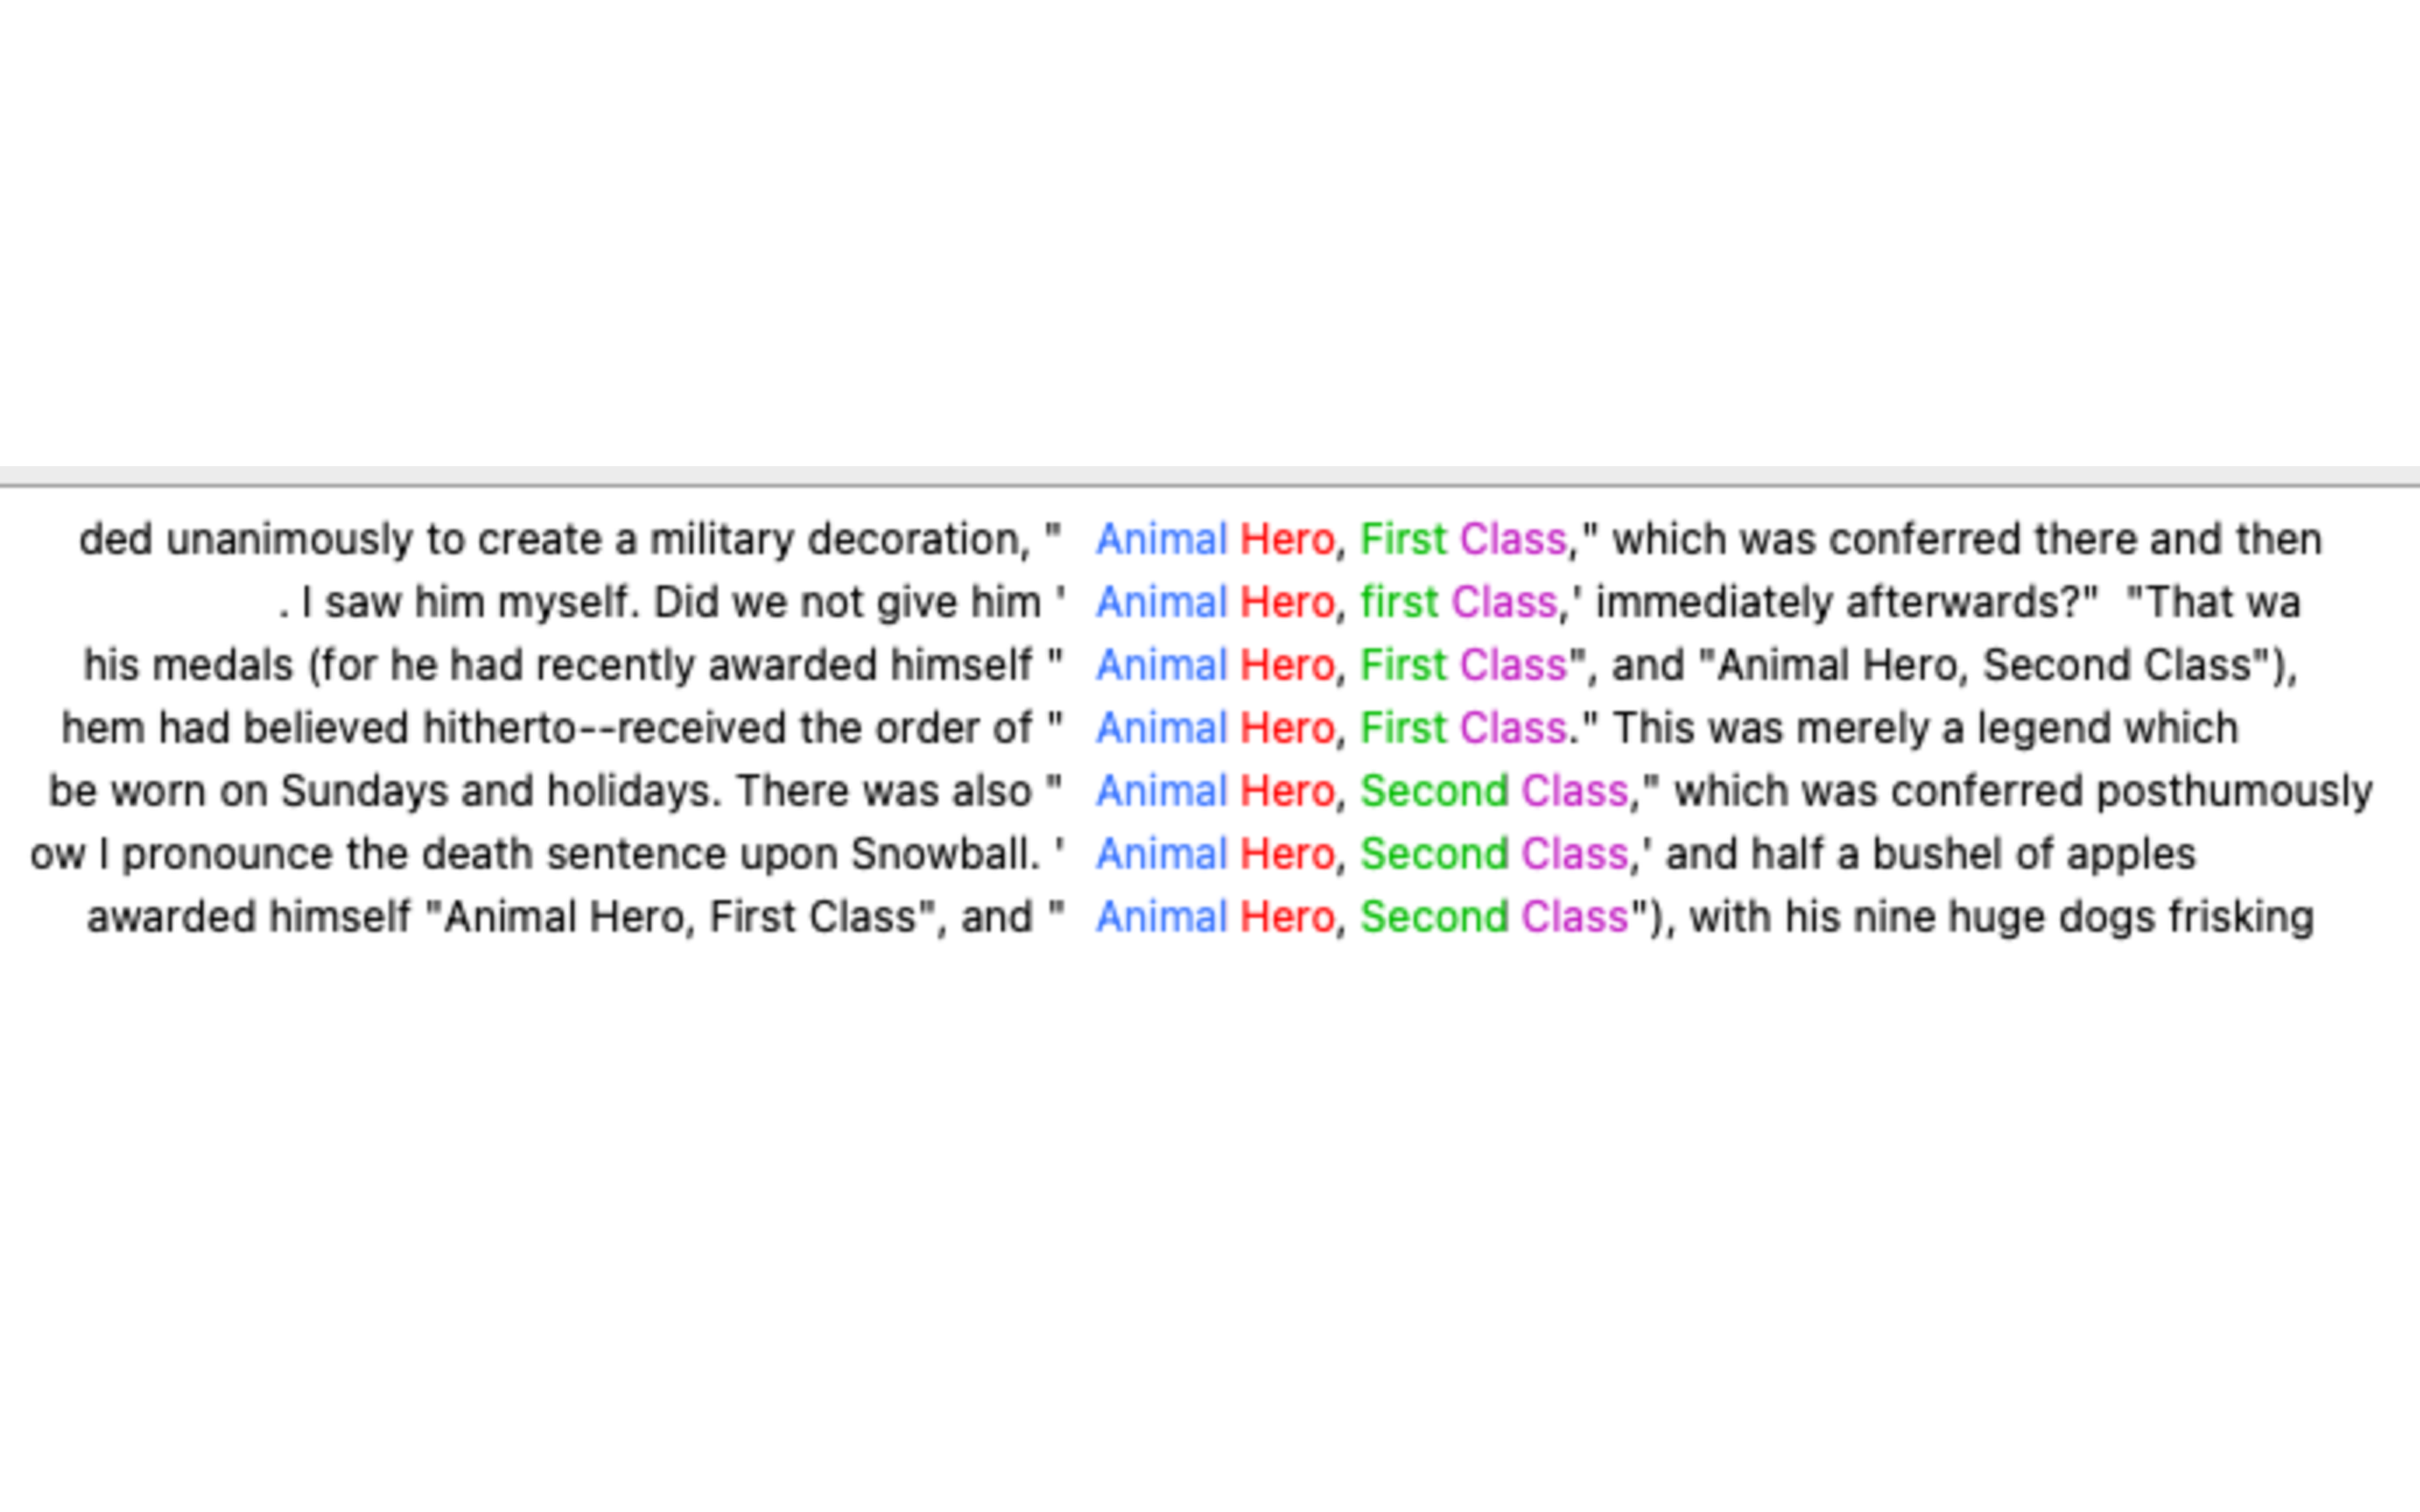 ded unanimously to create a military decoration, " Animal Hero, First Class," which was conferred there and then
. I saw him myself. Did we not give him ' Animal Hero, first Class,' immediately afterwards?"  "That wa
his medals (for he had recently awarded himself " Animal Hero, First Class", and "Animal Hero, Second Class"),
hem had believed hitherto--received the order of " Animal Hero, First Class." This was merely a legend which
be worn on Sundays and holidays. There was also " Animal Hero, Second Class," which was conferred posthumously
ow I pronounce the death sentence upon Snowball. ' Animal Hero, Second Class,' and half a bushel of apples
awarded himself "Animal Hero, First Class", and " Animal Hero, Second Class"), with his nine huge dogs frisking